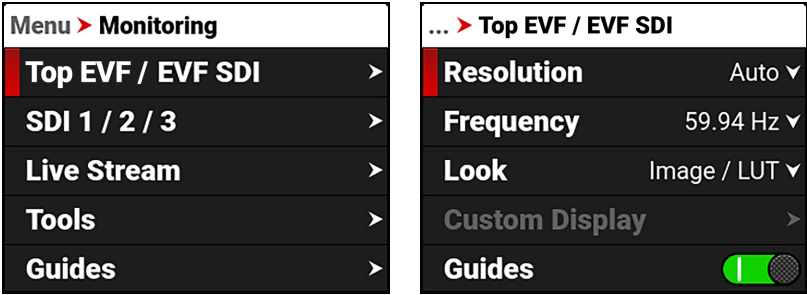 Menu ➤ Monitoring
Top EVF / EVF SDI
SDI 1 / 2 / 3
Live Stream
Tools
Guides
... ➤ Top EVF / EVF SDI
Resolution Auto
Frequency 59.94 Hz
Look Image / LUT
Custom Display
Guides